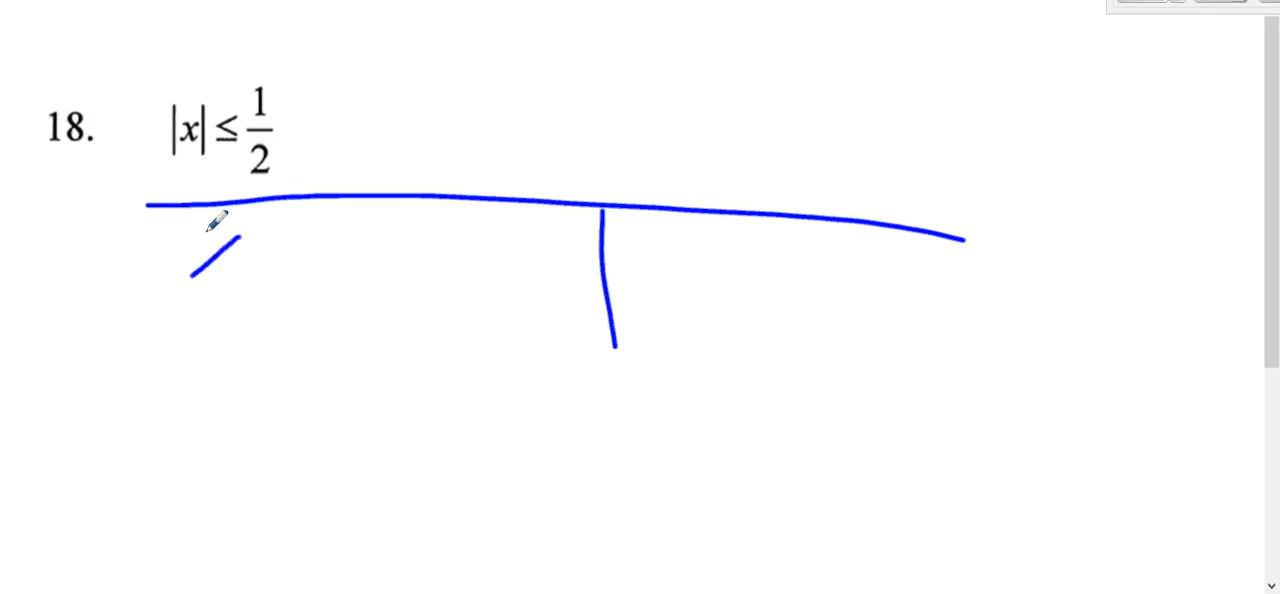 18. |x| ≤ 1/2